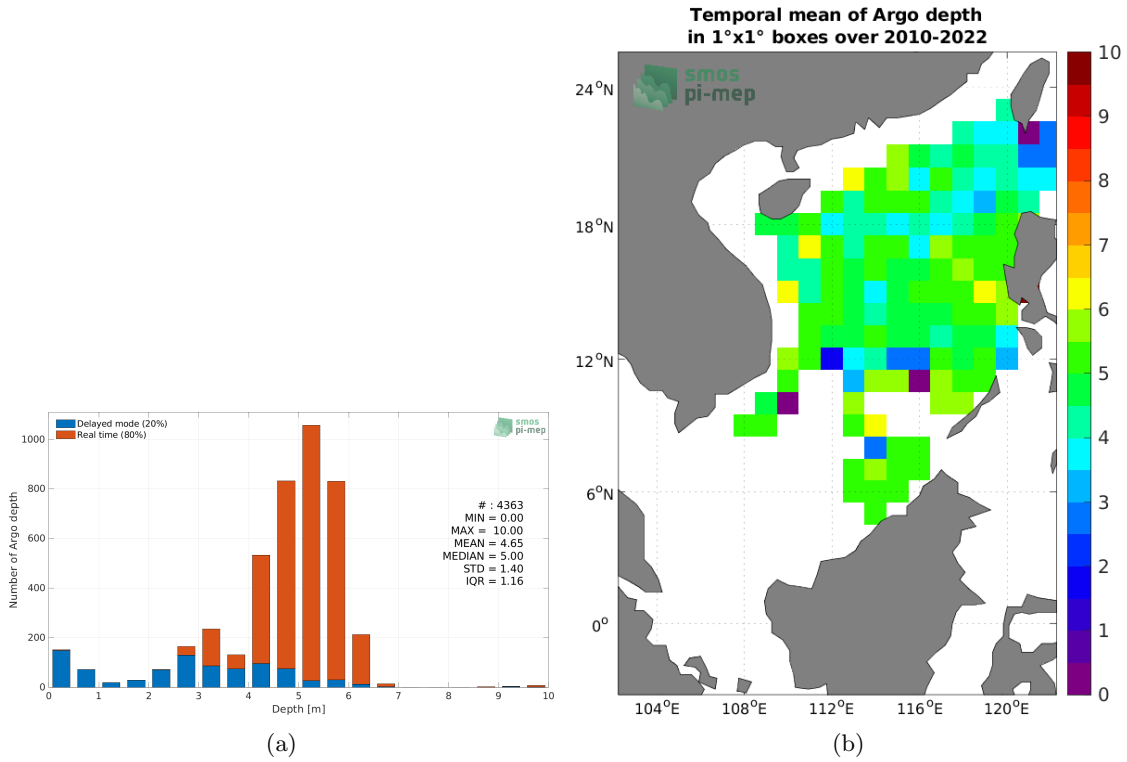 Temporal mean of Argo depth
in 1°x1° boxes over 2010-2022
smos
pi-mep
24°N
18°N
12°N
6°N
0°
104°E
108°E
112°E
116°E
120°E
10
9
8
7
6
5
4
3
2
1
0
Delayed mode (20%)
Real time (80%)
smos
pi-mep
# : 4363
MIN = 0.00
MAX = 10.00
MEAN = 4.65
MEDIAN = 5.00
STD = 1.40
IQR = 1.16
Number of Argo depth
1000
800
600
400
200
0
0 1 2 3 4 5 6 7 8 9 10
Depth [m]
(a)
(b)